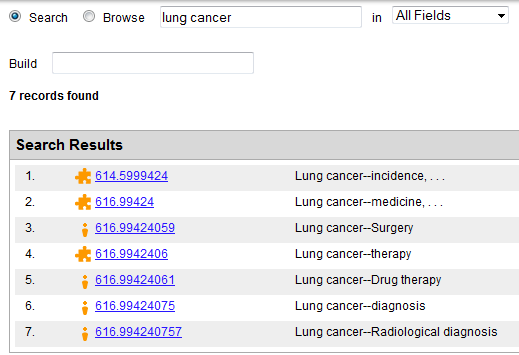 Search Browse lung cancer in All Fields
Build
7 records found
Search Results
1. 614.5999424 Lung cancer--incidence, . . .
2. 616.99424 Lung cancer--medicine, . . .
3. 616.99424059 Lung cancer--Surgery
4. 616.9942406 Lung cancer--therapy
5. 616.99424061 Lung cancer--Drug therapy
6. 616.99424075 Lung cancer--diagnosis
7. 616.9942400757 Lung cancer--Radiological diagnosis